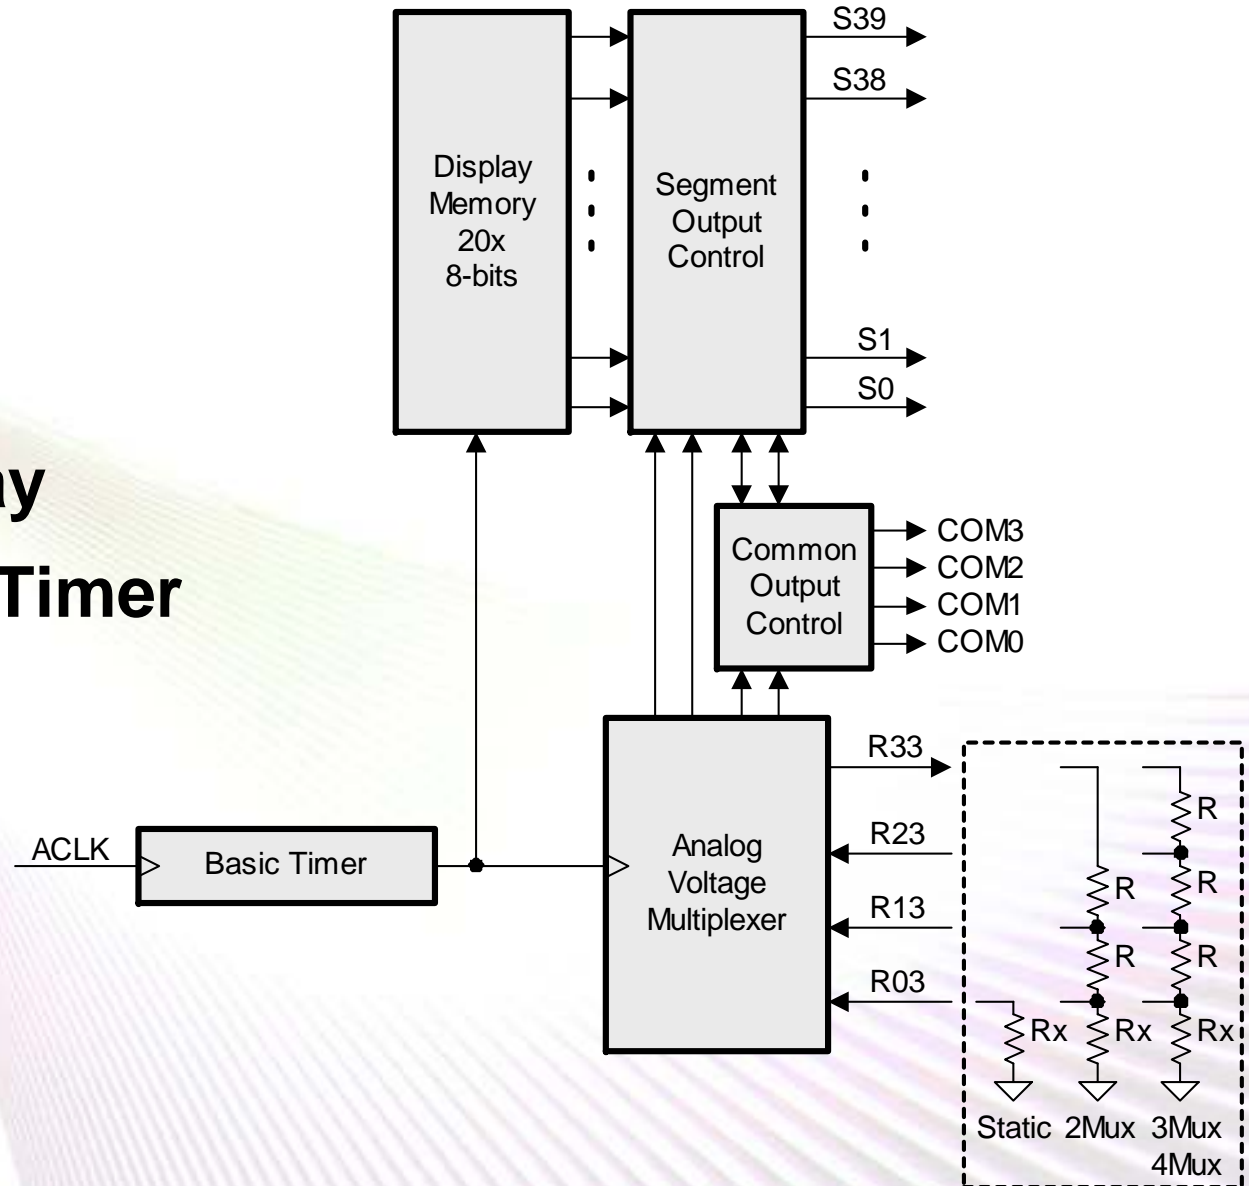 S39
S38
Display
Memory
20x
8-bits
Segment
Output
Control
S1
S0
Timer
Common
Output
Control
COM3
COM2
COM1
COM0
ACLK
Basic Timer
Analog
Voltage
Multiplexer
R33
R23
R13
R03
R
R
R
R
R
Rx
Rx
Rx
Static 2Mux 3Mux
4Mux